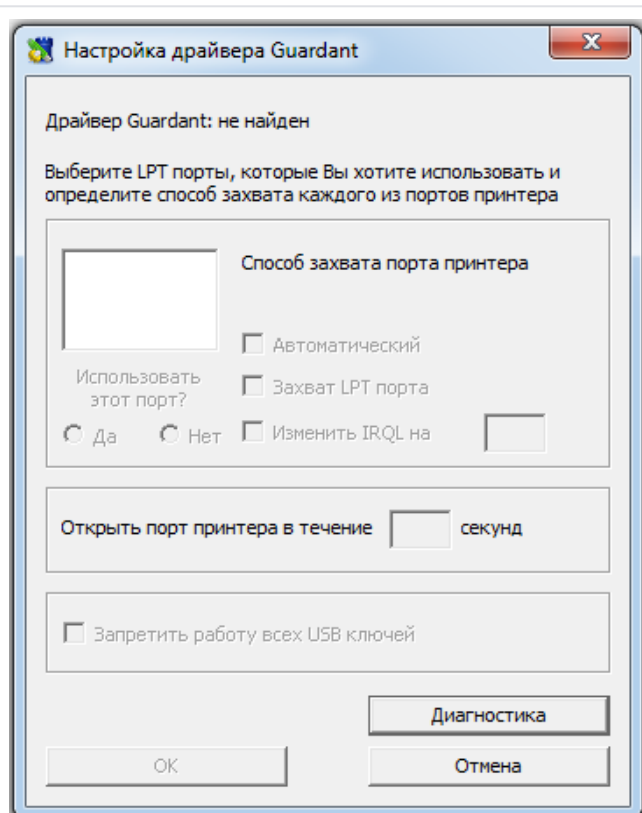 Настройка драйвера Guardant
Драйвер Guardant: не найден
Выберите LPT порты, которые Вы хотите использовать и
определите способ захвата каждого из портов принтера
Способ захвата порта принтера
Автоматический
Использовать
этот порт?
Захват LPT порта
Да Нет Изменить IRQL на
Открыть порт принтера в течение секунд
Запретить работу всех USB ключей
Диагностика
ОК Отмена